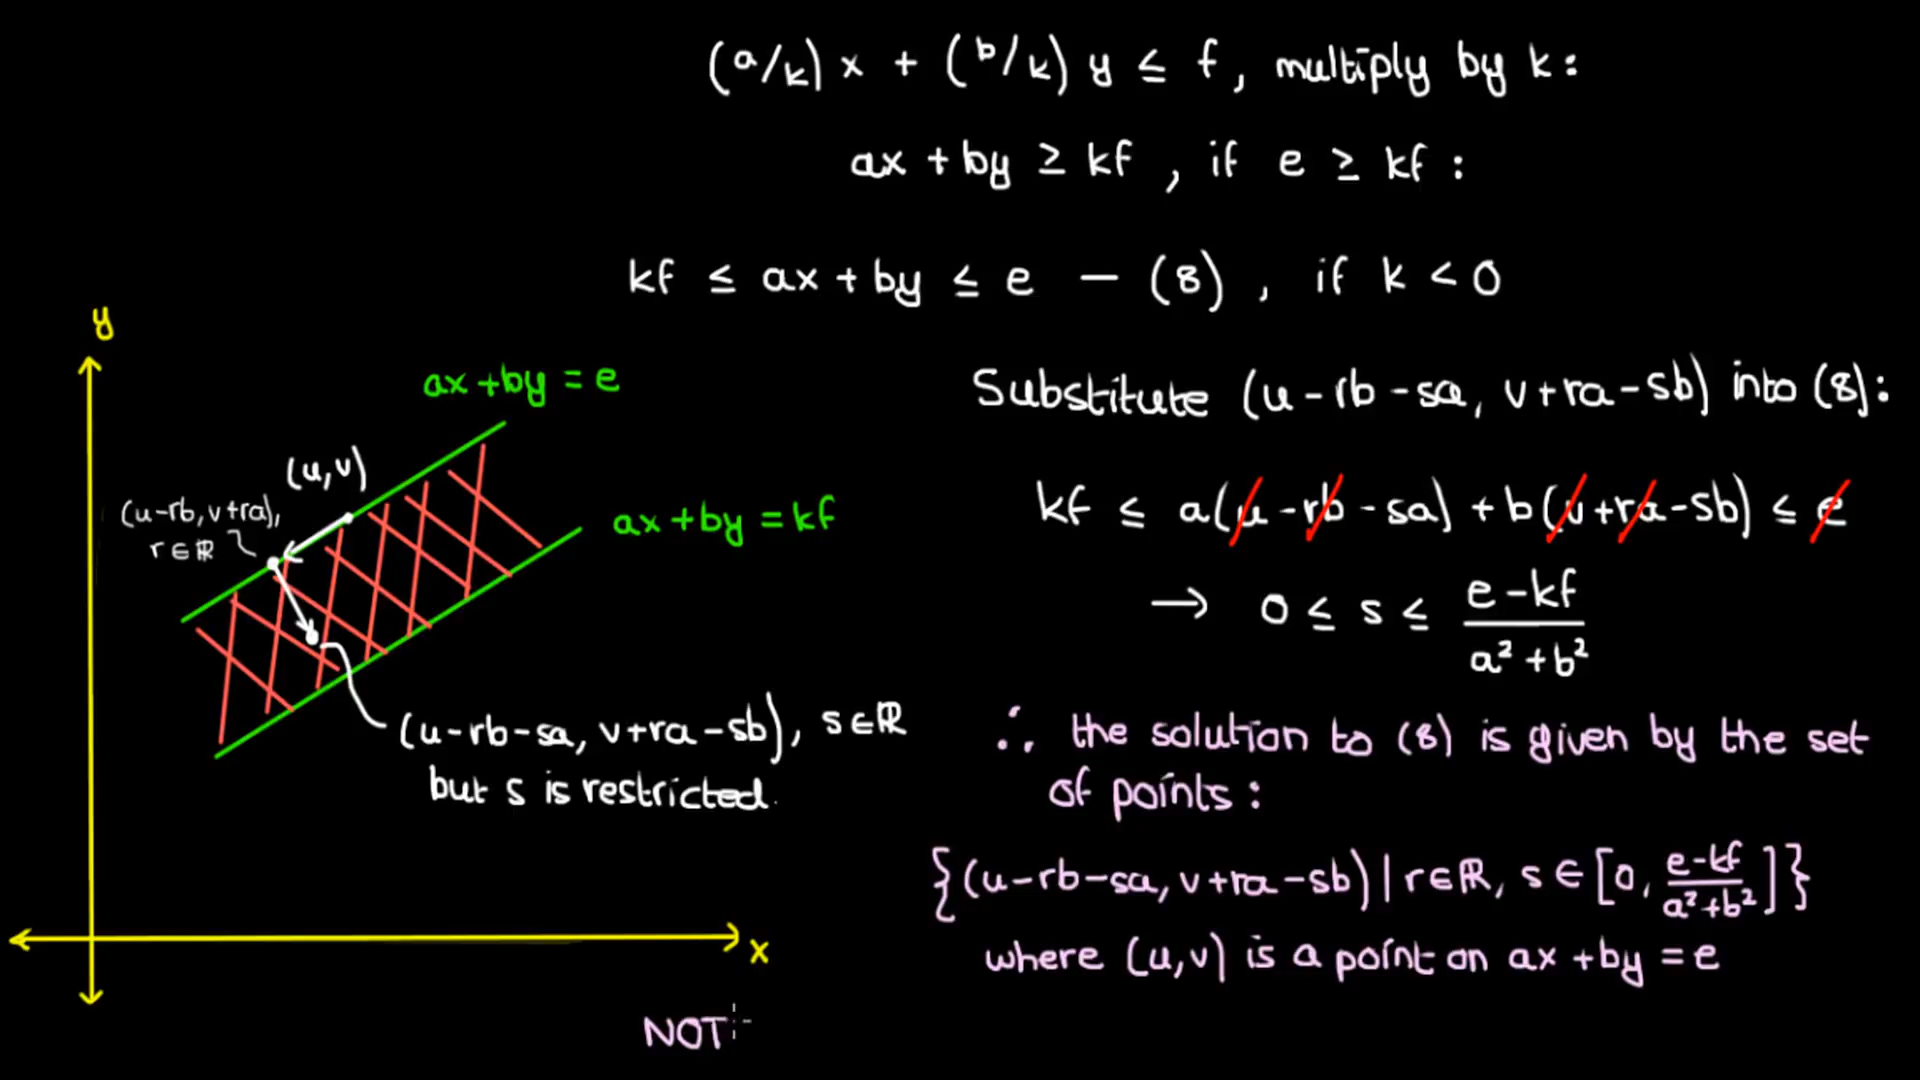 (a/k) x + (b/k) y ≤ f, multiply by k:
ax + by ≥ kf, if e ≥ kf:
kf ≤ ax + by ≤ e — (8), if k < 0
y
ax + by = e
(u, v)
(u-rb, v+ra),
r ∈ ℝ
ax + by = kf
(u-rb-sa, v+ra-sb), s ∈ ℝ
but s is restricted.
x
Substitute (u-rb-sa, v+ra-sb) into (8):
kf ≤ a(u-rb-sa) + b(v+ra-sb) ≤ e
→ 0 ≤ s ≤ (e-kf)/(a²+b²)
∴ the solution to (8) is given by the set
of points:
{(u-rb-sa, v+ra-sb) | r ∈ ℝ, s ∈ [0, (e-kf)/(a²+b²)]}
where (u, v) is a point on ax + by = e
NOT